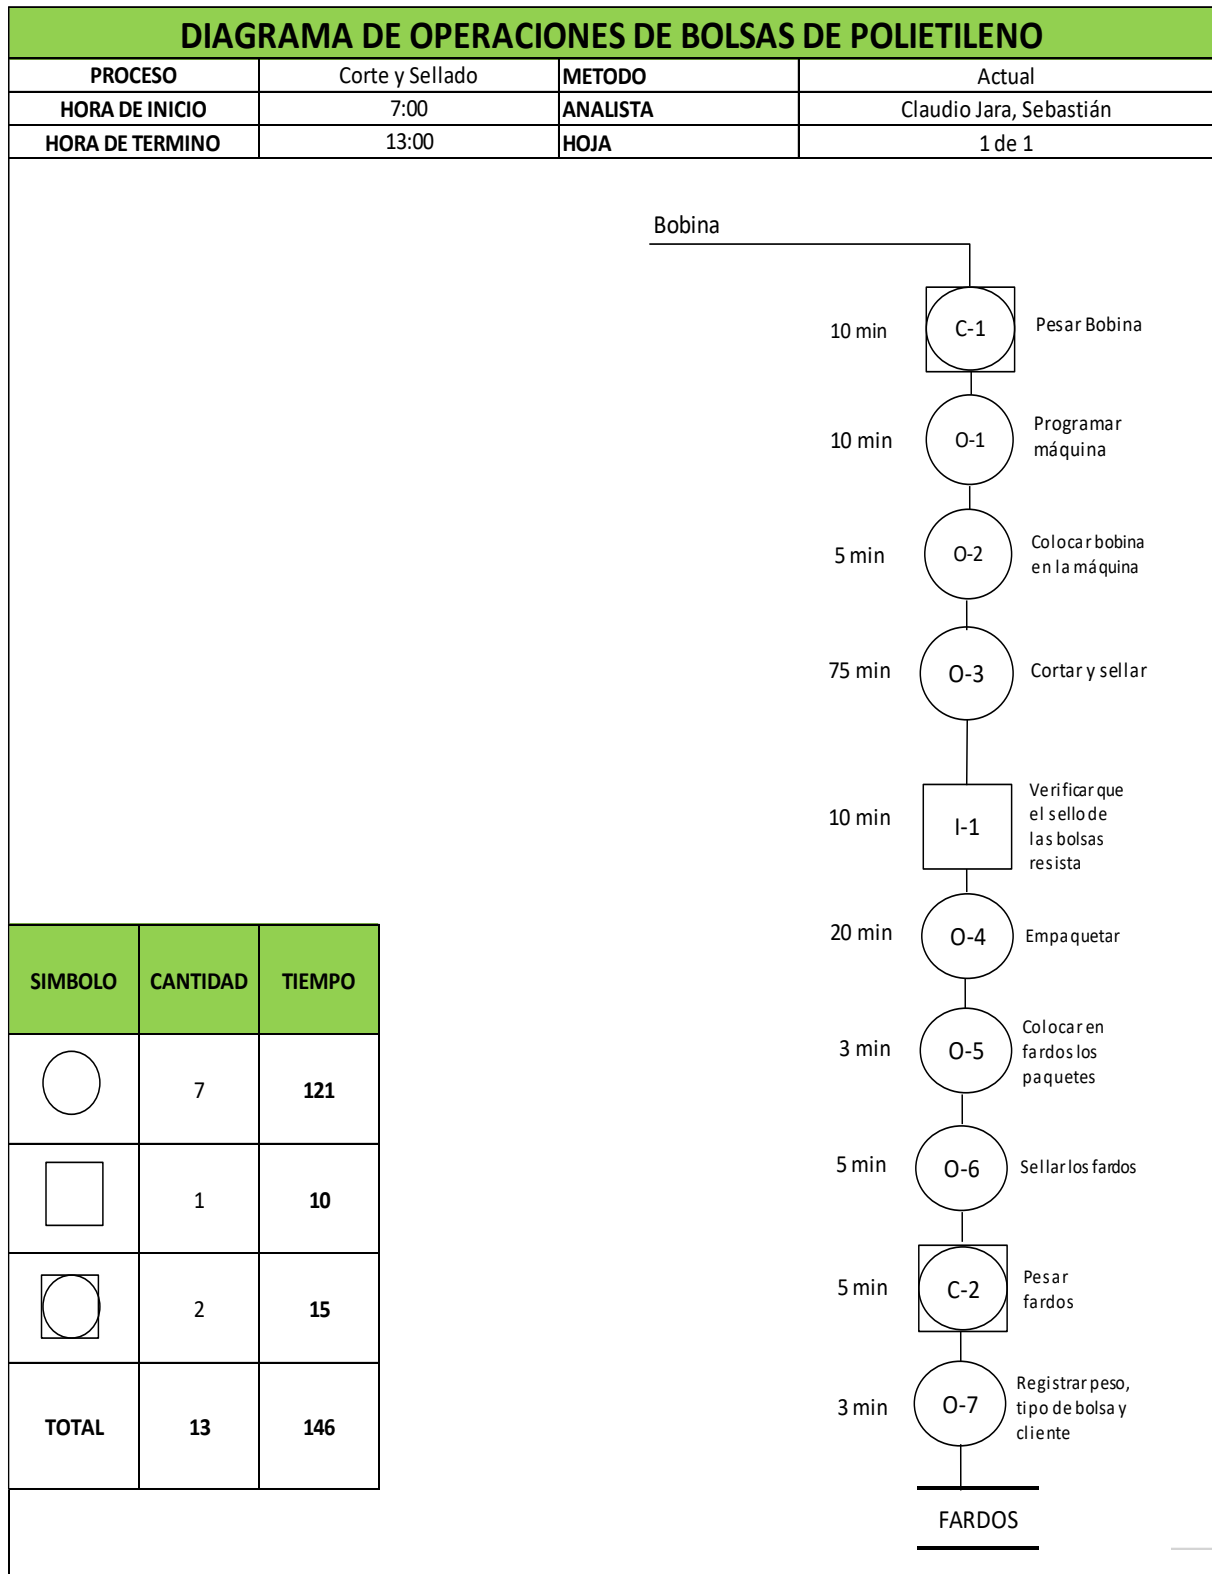 DIAGRAMA DE OPERACIONES DE BOLSAS DE POLIETILENO
PROCESO Corte y Sellado METODO Actual
HORA DE INICIO 7:00 ANALISTA Claudio Jara, Sebastián
HORA DE TERMINO 13:00 HOJA 1 de 1
Bobina
10 min C-1 Pesar Bobina
10 min O-1 Programar
máquina
5 min O-2 Colocar bobina
en la máquina
75 min O-3 Cortar y sellar
10 min I-1 Verificar que
el sello de
las bolsas
resista
20 min O-4 Empaquetar
3 min O-5 Colocar en
fardos los
paquetes
5 min O-6 Sellar los fardos
5 min C-2 Pesar
fardos
3 min O-7 Registrar peso,
tipo de bolsa y
cliente
FARDOS
SIMBOLO CANTIDAD TIEMPO
7 121
1 10
2 15
TOTAL 13 146